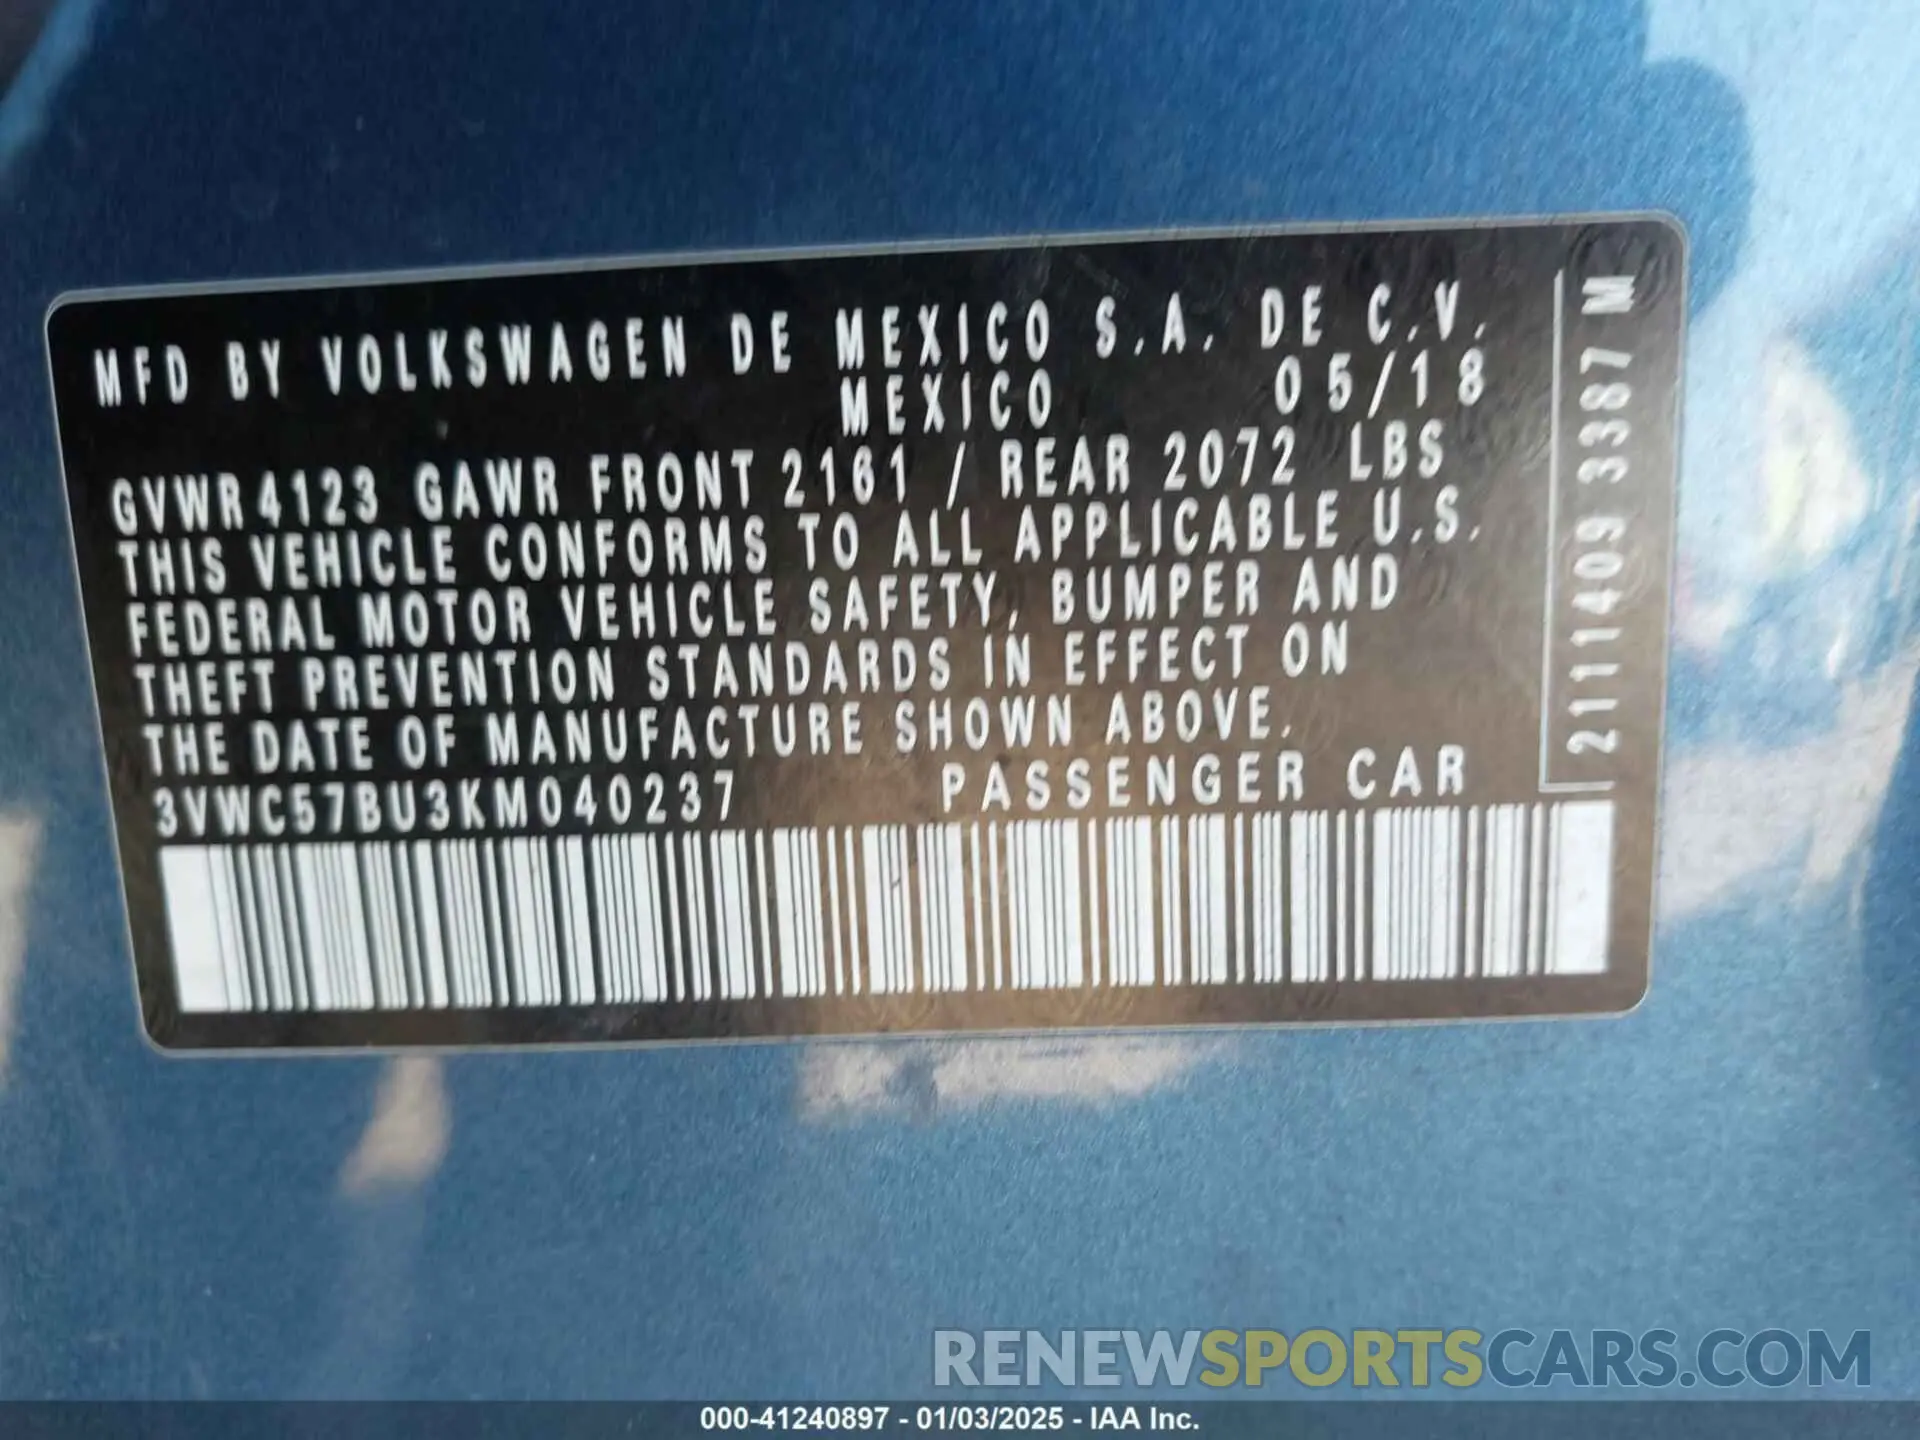 MFD BY VOLKSWAGEN DE MEXICO S.A. DE C.V.
MEXICO 05/18
GVWR 4123 GAWR FRONT 2161 / REAR 2072 LBS
THIS VEHICLE CONFORMS TO ALL APPLICABLE U.S.
FEDERAL MOTOR VEHICLE SAFETY, BUMPER AND
THEFT PREVENTION STANDARDS IN EFFECT ON
THE DATE OF MANUFACTURE SHOWN ABOVE.
3VWC57BU3KM040237 PASSENGER CAR
2111409 3387 M
RENEWSPORTSCARS.COM
000-41240897 - 01/03/2025 - IAA Inc.